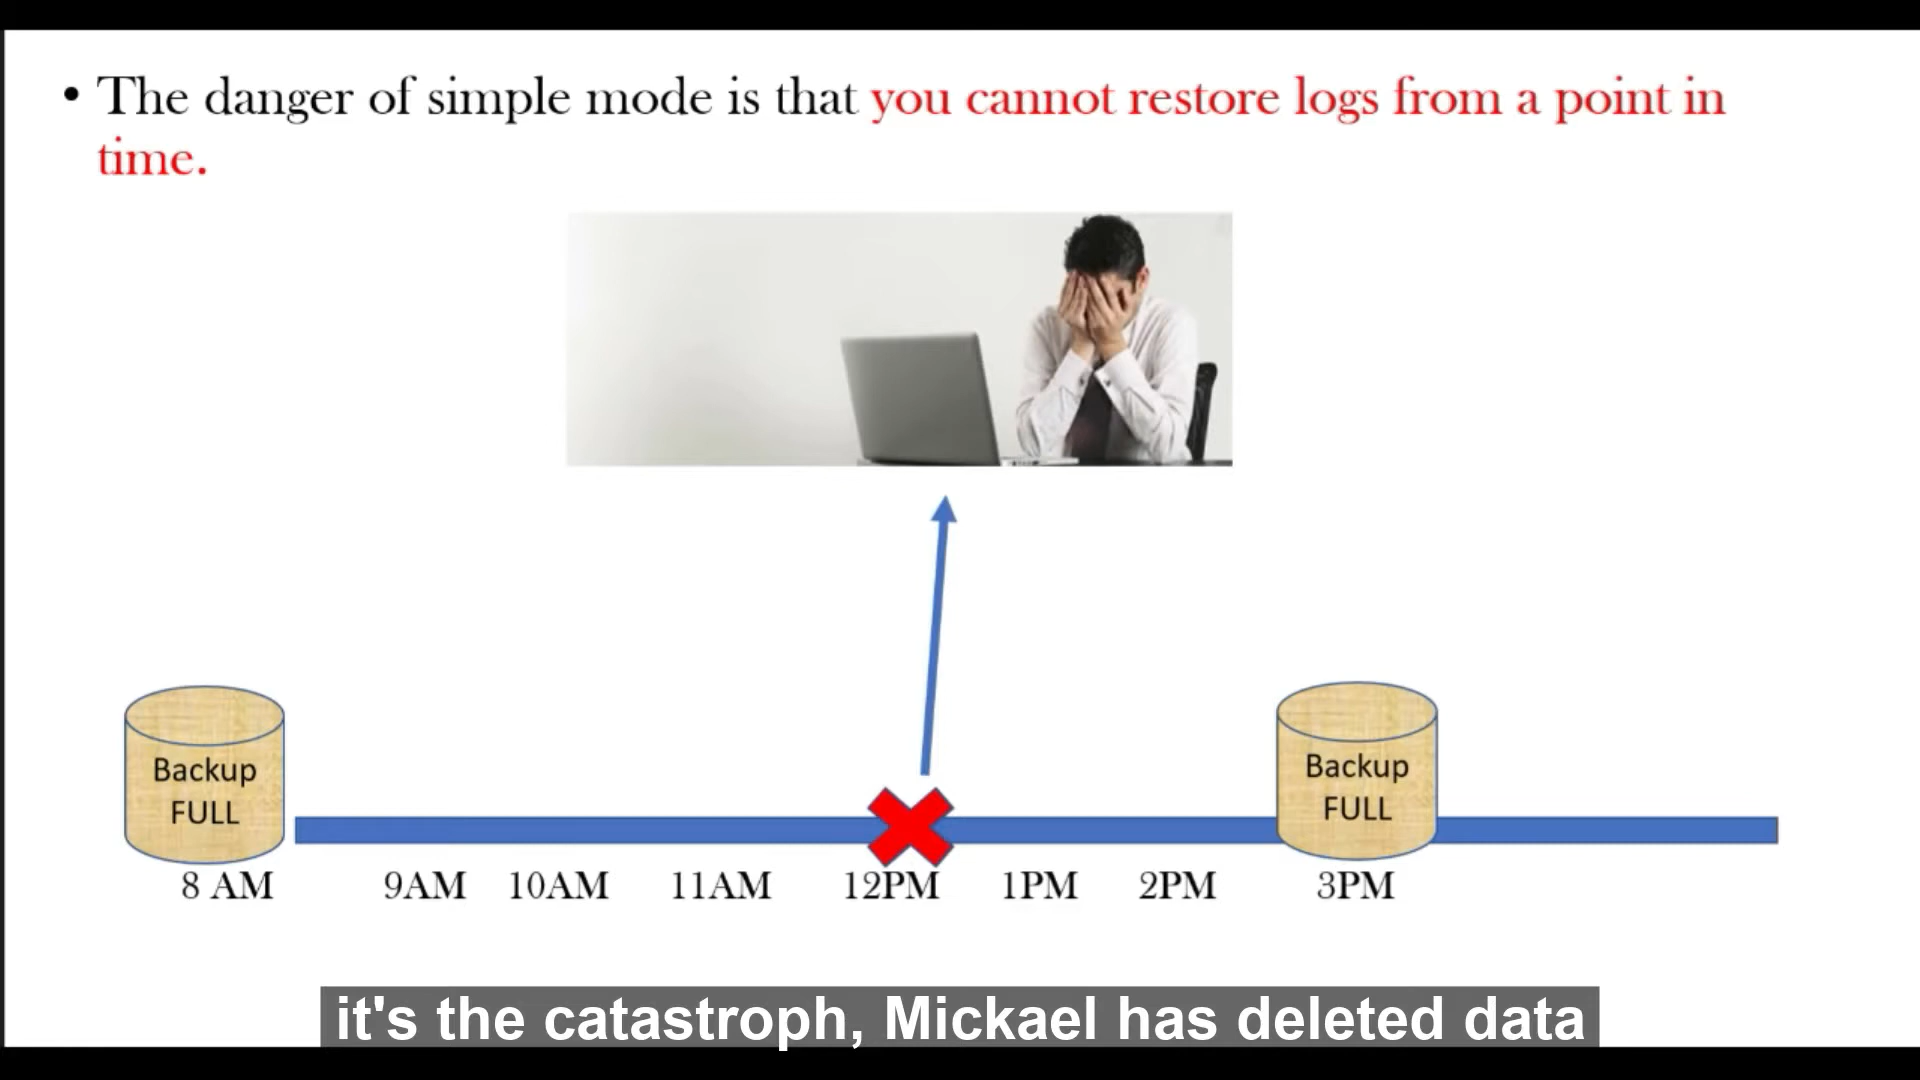 • The danger of simple mode is that you cannot restore logs from a point in
time.
Backup
FULL
Backup
FULL
8 AM 9AM 10AM 11AM 12PM 1PM 2PM 3PM
it's the catastroph, Mickael has deleted data